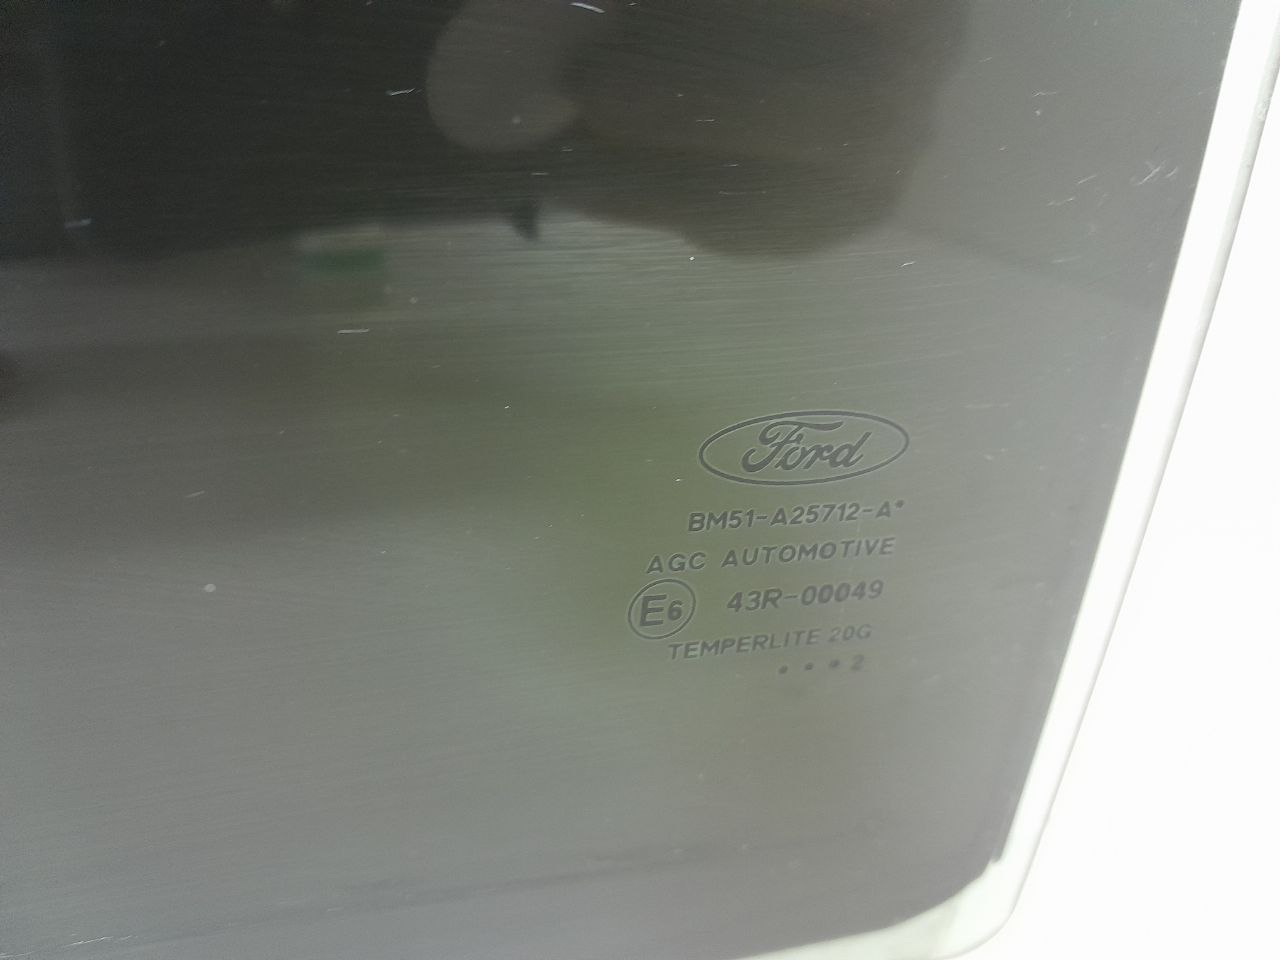 Ford
BM51-A25712-A*
AGC AUTOMOTIVE
E6 43R-00049
TEMPERLITE 20G
• • • 2